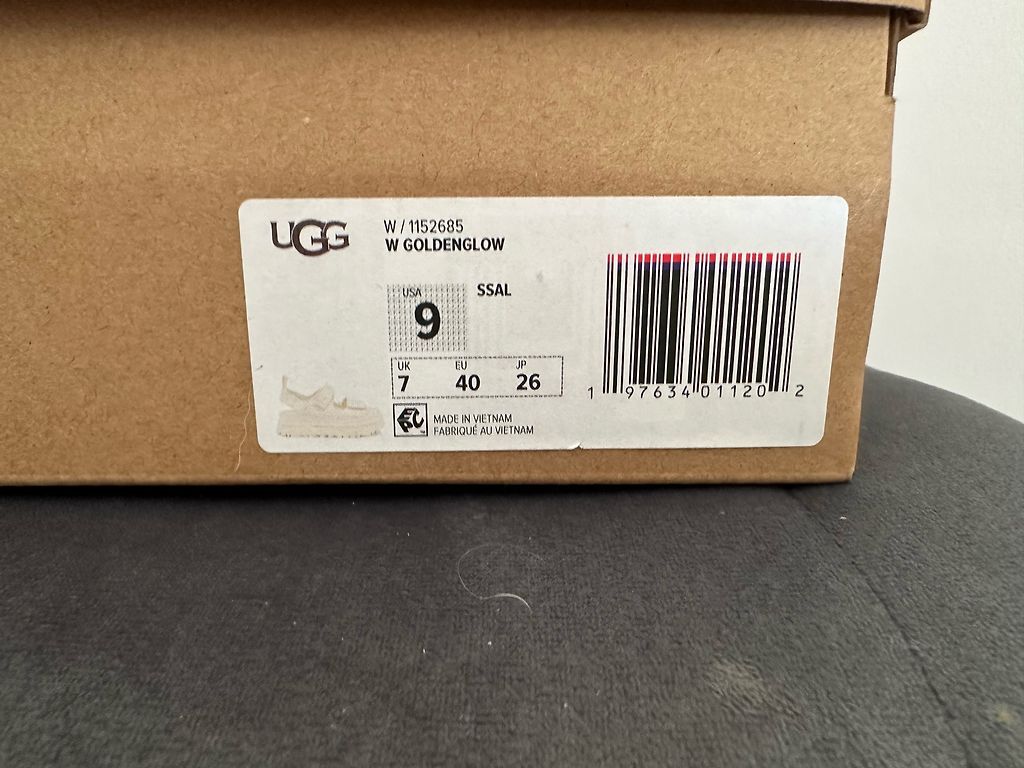 UGG
W / 1152685
W GOLDENGLOW
USA
9
SSAL
UK EU JP
7 40 26
EPC
MADE IN VIETNAM
FABRIQUÉ AU VIETNAM
1 97634 01120 2